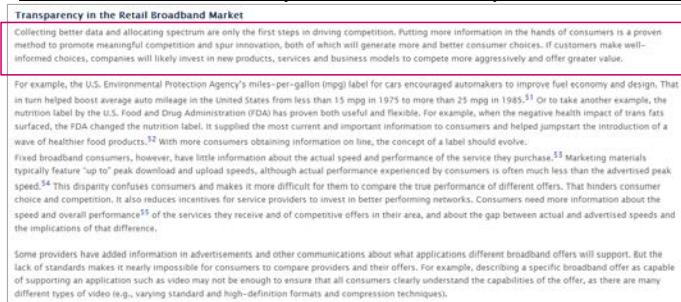 Transparency in the Retail Broadband Market
Collecting better data and allocating spectrum are only the first steps in driving competition. Putting more information in the hands of consumers is a proven
method to promote meaningful competition and spur innovation, both of which will generate more and better consumer choices. If customers make well-
informed choices, companies will likely invest in new products, services and business models to compete more aggressively and offer greater value.
For example, the U.S. Environmental Protection Agency's miles-per-gallon (mpg) label for cars encouraged automakers to improve fuel economy and design. That
in turn helped boost average auto mileage in the United States from less than 15 mpg in 1975 to more than 25 mpg in 1985.51 Or to take another example, the
nutrition label by the U.S. Food and Drug Administration (FDA) has proven both useful and flexible. For example, when the negative health impact of trans fats
surfaced, the FDA changed the nutrition label. It supplied the most current and important information to consumers and helped jumpstart the introduction of a
wave of healthier food products.52 With more consumers obtaining information on line, the concept of a label should evolve.
Fixed broadband consumers, however, have little information about the actual speed and performance of the service they purchase.53 Marketing materials
typically feature "up to" peak download and upload speeds, although actual performance experienced by consumers is often much less than the advertised peak
speed.54 This disparity confuses consumers and makes it more difficult for them to compare the true performance of different offers. That hinders consumer
choice and competition. It also reduces incentives for service providers to invest in better performing networks. Consumers need more information about the
speed and overall performance55 of the services they receive and of competitive offers in their area, and about the gap between actual and advertised speeds and
the implications of that difference.
Some providers have added information in advertisements and other communications about what applications different broadband offers will support. But the
lack of standards makes it nearly impossible for consumers to compare providers and their offers. For example, describing a specific broadband offer as capable
of supporting an application such as video may not be enough to ensure that all consumers clearly understand the capabilities of the offer, as there are many
different types of video (e.g., varying standard and high-definition formats and compression techniques).